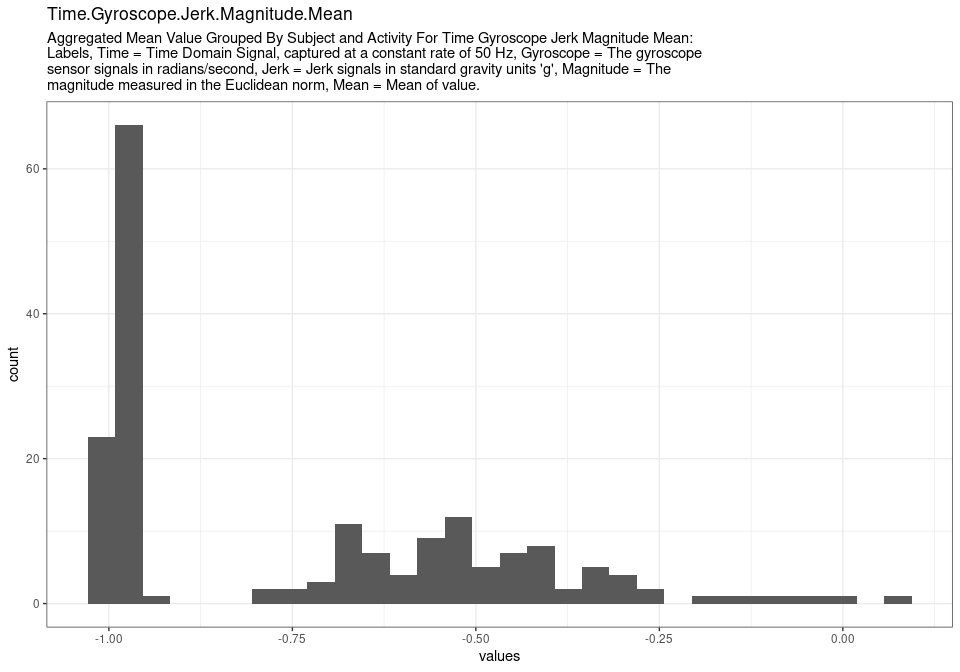 Time.Gyroscope.Jerk.Magnitude.Mean
Aggregated Mean Value Grouped By Subject and Activity For Time Gyroscope Jerk Magnitude Mean:
Labels, Time = Time Domain Signal, captured at a constant rate of 50 Hz, Gyroscope = The gyroscope
sensor signals in radians/second, Jerk = Jerk signals in standard gravity units 'g', Magnitude = The
magnitude measured in the Euclidean norm, Mean = Mean of value.
60
40
20
0
count
-1.00
-0.75
-0.50
-0.25
0.00
values